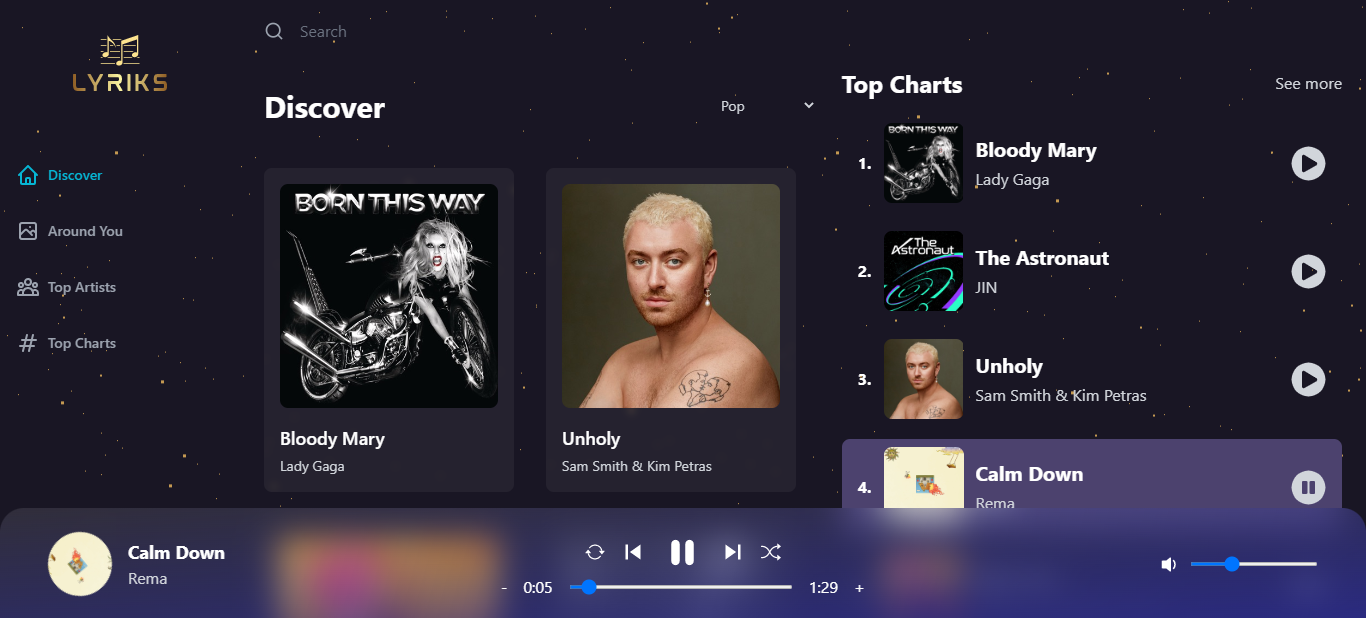 LYRIKS
Discover
Around You
Top Artists
Top Charts
Search
Discover
Pop
BORN THIS WAY
Bloody Mary
Lady Gaga
Unholy
Sam Smith & Kim Petras
Top Charts
See more
1.
BORN THIS WAY
Bloody Mary
Lady Gaga
2.
The
Astronaut
The Astronaut
JIN
3.
Unholy
Sam Smith & Kim Petras
4.
Calm Down
Rema
Calm Down
Rema
- 0:05
1:29 +